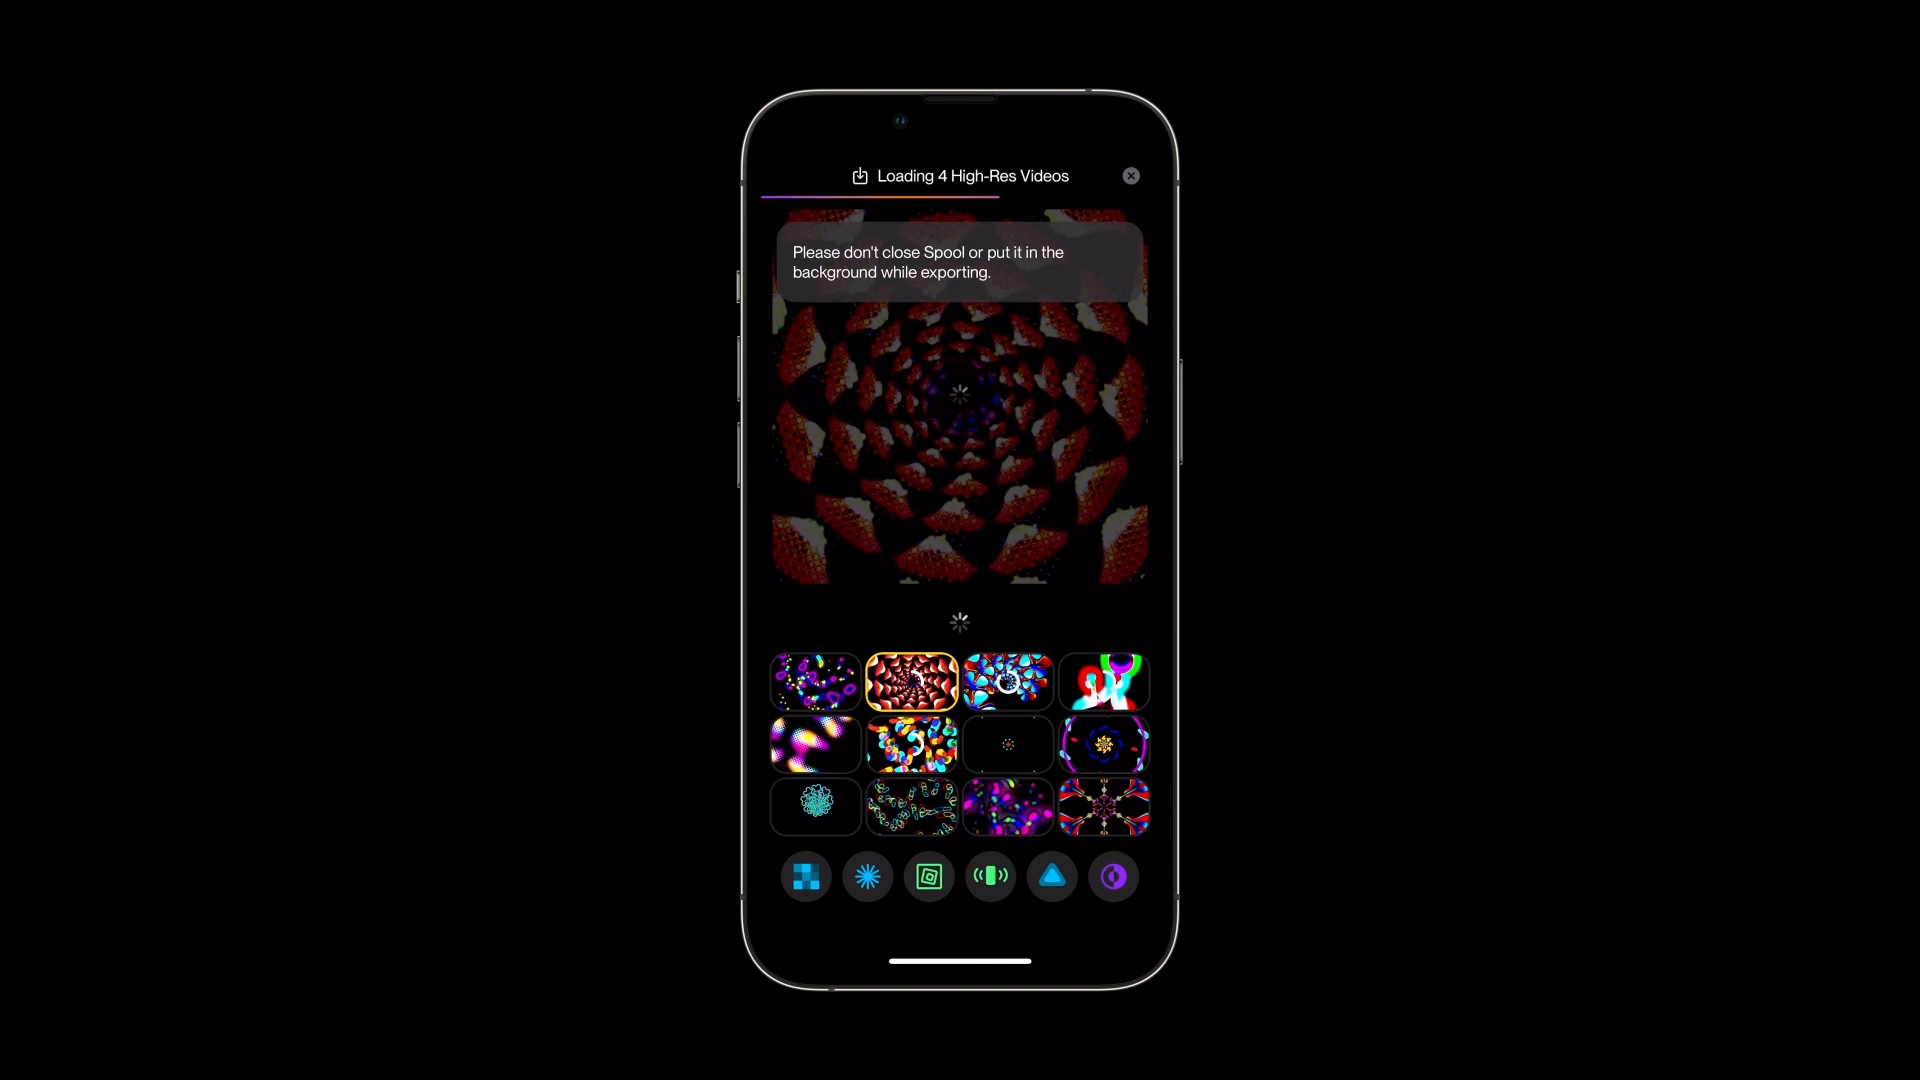 Loading 4 High-Res Videos
Please don't close Spool or put it in the
background while exporting.